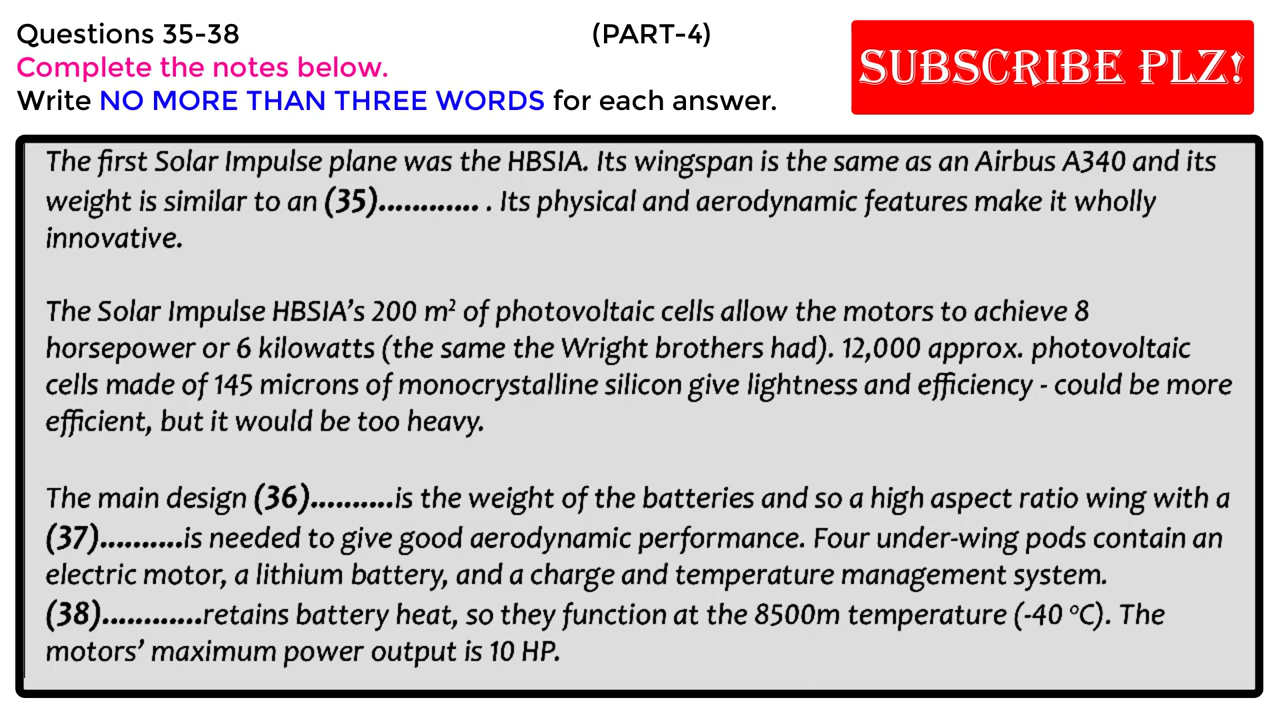 Questions 35-38 (PART-4)
Complete the notes below.
Write NO MORE THAN THREE WORDS for each answer.
SUBSCRIBE PLZ!
The first Solar Impulse plane was the HBSIA. Its wingspan is the same as an Airbus A340 and its
weight is similar to an (35)............ . Its physical and aerodynamic features make it wholly
innovative.
The Solar Impulse HBSIA's 200 m² of photovoltaic cells allow the motors to achieve 8
horsepower or 6 kilowatts (the same the Wright brothers had). 12,000 approx. photovoltaic
cells made of 145 microns of monocrystalline silicon give lightness and efficiency - could be more
efficient, but it would be too heavy.
The main design (36)..........is the weight of the batteries and so a high aspect ratio wing with a
(37)..........is needed to give good aerodynamic performance. Four under-wing pods contain an
electric motor, a lithium battery, and a charge and temperature management system.
(38)............retains battery heat, so they function at the 8500m temperature (-40 °C). The
motors' maximum power output is 10 HP.